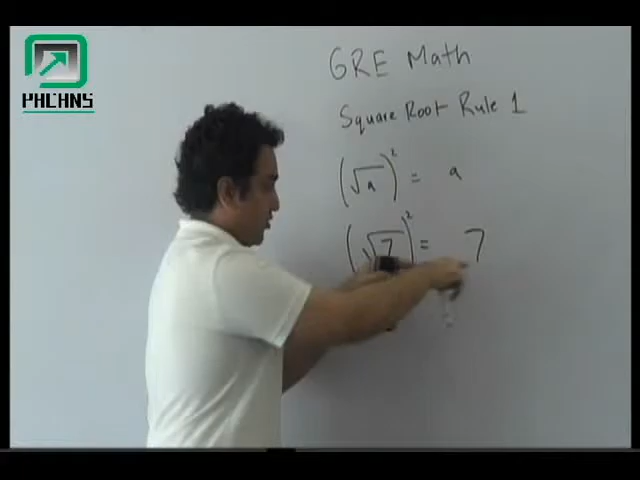 PHCHNS
GRE Math
Square Root Rule 1
(√a)² = a
(√7)² = 7